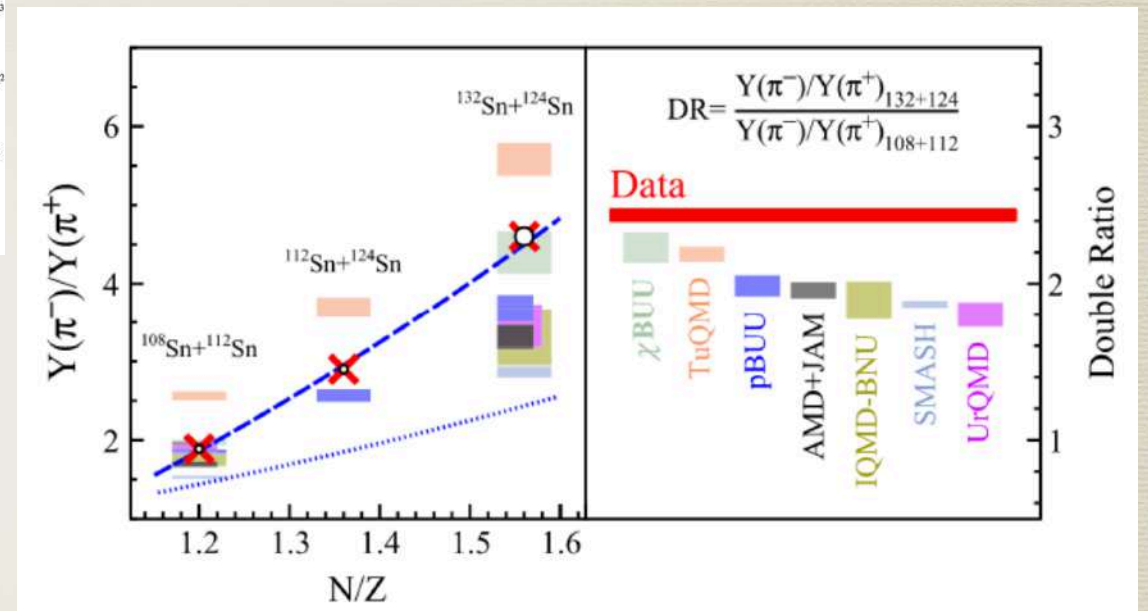 3
2
Y(π⁻)/Y(π⁺)
6
4
2
¹⁰⁸Sn+¹¹²Sn
¹¹²Sn+¹²⁴Sn
¹³²Sn+¹²⁴Sn
1.2 1.3 1.4 1.5 1.6
N/Z
DR= Y(π⁻)/Y(π⁺)₁₃₂₊₁₂₄
Y(π⁻)/Y(π⁺)₁₀₈₊₁₁₂
Data
χBUU
TuQMD
pBUU
AMD+JAM
IQMD-BNU
SMASH
UrQMD
3
2
1
Double Ratio